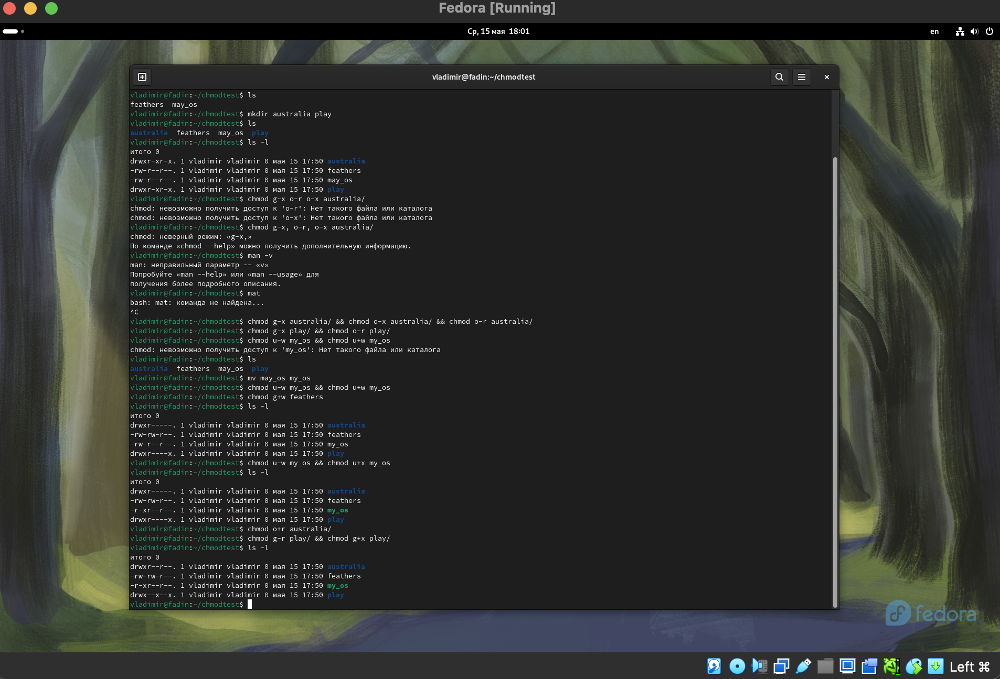 Fedora [Running]
Ср, 15 мая 18:01
en
vladimir@fadin:~/chmodtest
vladimir@fadin:~/chmodtest$ ls
feathers  may_os
vladimir@fadin:~/chmodtest$ mkdir australia play
vladimir@fadin:~/chmodtest$ ls
australia  feathers  may_os  play
vladimir@fadin:~/chmodtest$ ls -l
итого 0
drwxr-xr-x. 1 vladimir vladimir 0 мая 15 17:50 australia
-rw-r--r--. 1 vladimir vladimir 0 мая 15 17:50 feathers
-rw-r--r--. 1 vladimir vladimir 0 мая 15 17:50 may_os
drwxr-xr-x. 1 vladimir vladimir 0 мая 15 17:50 play
vladimir@fadin:~/chmodtest$ chmod g-x o-r o-x australia/
chmod: невозможно получить доступ к 'o-r': Нет такого файла или каталога
chmod: невозможно получить доступ к 'o-x': Нет такого файла или каталога
vladimir@fadin:~/chmodtest$ chmod g-x, o-r, o-x australia/
chmod: неверный режим: «g-x,»
По команде «chmod --help» можно получить дополнительную информацию.
vladimir@fadin:~/chmodtest$ man -v
man: неправильный параметр -- «v»
Попробуйте «man --help» или «man --usage» для
получения более подробного описания.
vladimir@fadin:~/chmodtest$ mat
bash: mat: команда не найдена...
^C
vladimir@fadin:~/chmodtest$ chmod g-x australia/ && chmod o-x australia/ && chmod o-r australia/
vladimir@fadin:~/chmodtest$ chmod g-x play/ && chmod o-r play/
vladimir@fadin:~/chmodtest$ chmod u-w my_os && chmod u+w my_os
chmod: невозможно получить доступ к 'my_os': Нет такого файла или каталога
vladimir@fadin:~/chmodtest$ ls
australia  feathers  may_os  play
vladimir@fadin:~/chmodtest$ mv may_os my_os
vladimir@fadin:~/chmodtest$ chmod u-w my_os && chmod u+w my_os
vladimir@fadin:~/chmodtest$ chmod g+w feathers
vladimir@fadin:~/chmodtest$ ls -l
итого 0
drwxr-----. 1 vladimir vladimir 0 мая 15 17:50 australia
-rw-rw-r--. 1 vladimir vladimir 0 мая 15 17:50 feathers
-rw-r--r--. 1 vladimir vladimir 0 мая 15 17:50 my_os
drwxr----x. 1 vladimir vladimir 0 мая 15 17:50 play
vladimir@fadin:~/chmodtest$ chmod u-w my_os && chmod u+x my_os
vladimir@fadin:~/chmodtest$ ls -l
итого 0
drwxr-----. 1 vladimir vladimir 0 мая 15 17:50 australia
-rw-rw-r--. 1 vladimir vladimir 0 мая 15 17:50 feathers
-r-xr--r--. 1 vladimir vladimir 0 мая 15 17:50 my_os
drwxr----x. 1 vladimir vladimir 0 мая 15 17:50 play
vladimir@fadin:~/chmodtest$ chmod o+r australia/
vladimir@fadin:~/chmodtest$ chmod g-r play/ && chmod g+x play/
vladimir@fadin:~/chmodtest$ ls -l
итого 0
drwxr--r--. 1 vladimir vladimir 0 мая 15 17:50 australia
-rw-rw-r--. 1 vladimir vladimir 0 мая 15 17:50 feathers
-r-xr--r--. 1 vladimir vladimir 0 мая 15 17:50 my_os
drwx--x--x. 1 vladimir vladimir 0 мая 15 17:50 play
vladimir@fadin:~/chmodtest$
fedora
Left ⌘